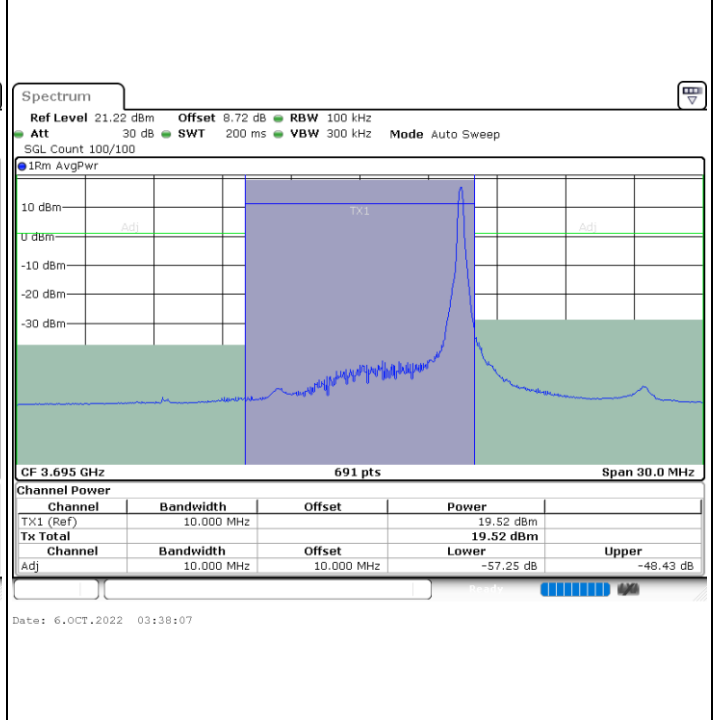 Spectrum
Ref Level 21.22 dBm Offset 8.72 dB RBW 100 kHz
Att 30 dB SWT 200 ms VBW 300 kHz Mode Auto Sweep
SGL Count 100/100
1Rm AvgPwr
10 dBm
TX1
Adj
Adj
0 dBm
-10 dBm
-20 dBm
-30 dBm
CF 3.695 GHz 691 pts Span 30.0 MHz
Channel Power
Channel Bandwidth Offset Power
TX1 (Ref) 10.000 MHz 19.52 dBm
Tx Total 19.52 dBm
Channel Bandwidth Offset Lower Upper
Adj 10.000 MHz 10.000 MHz -57.25 dB -48.43 dB
Ready
Date: 6.OCT.2022 03:38:07